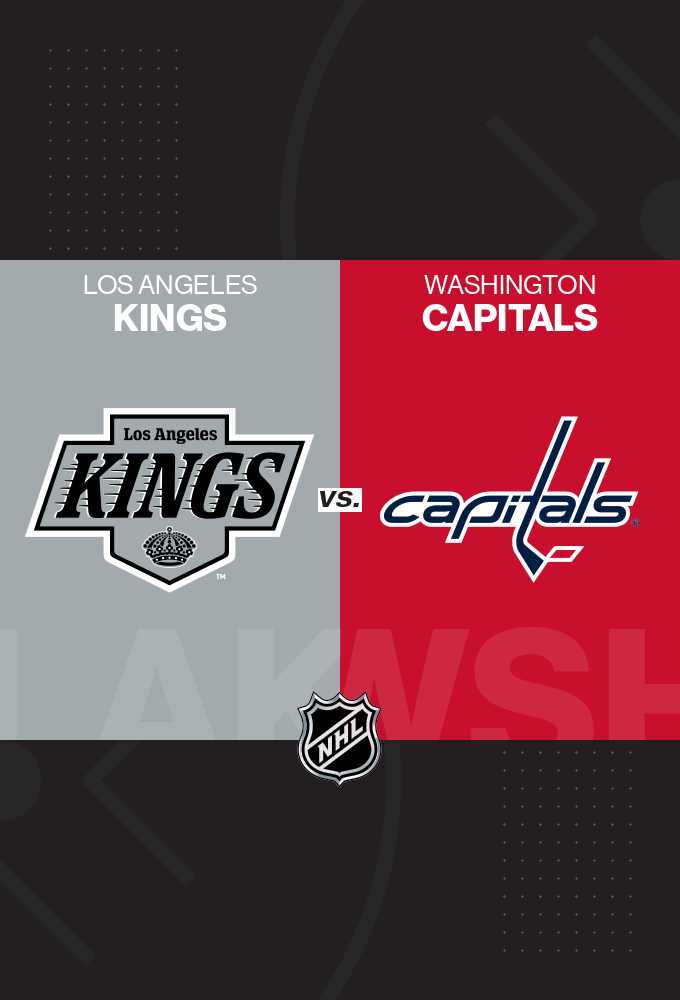 LOS ANGELES
KINGS
WASHINGTON
CAPITALS
Los Angeles
KINGS
TM
vs.
capitals
LAK
WSH
NHL